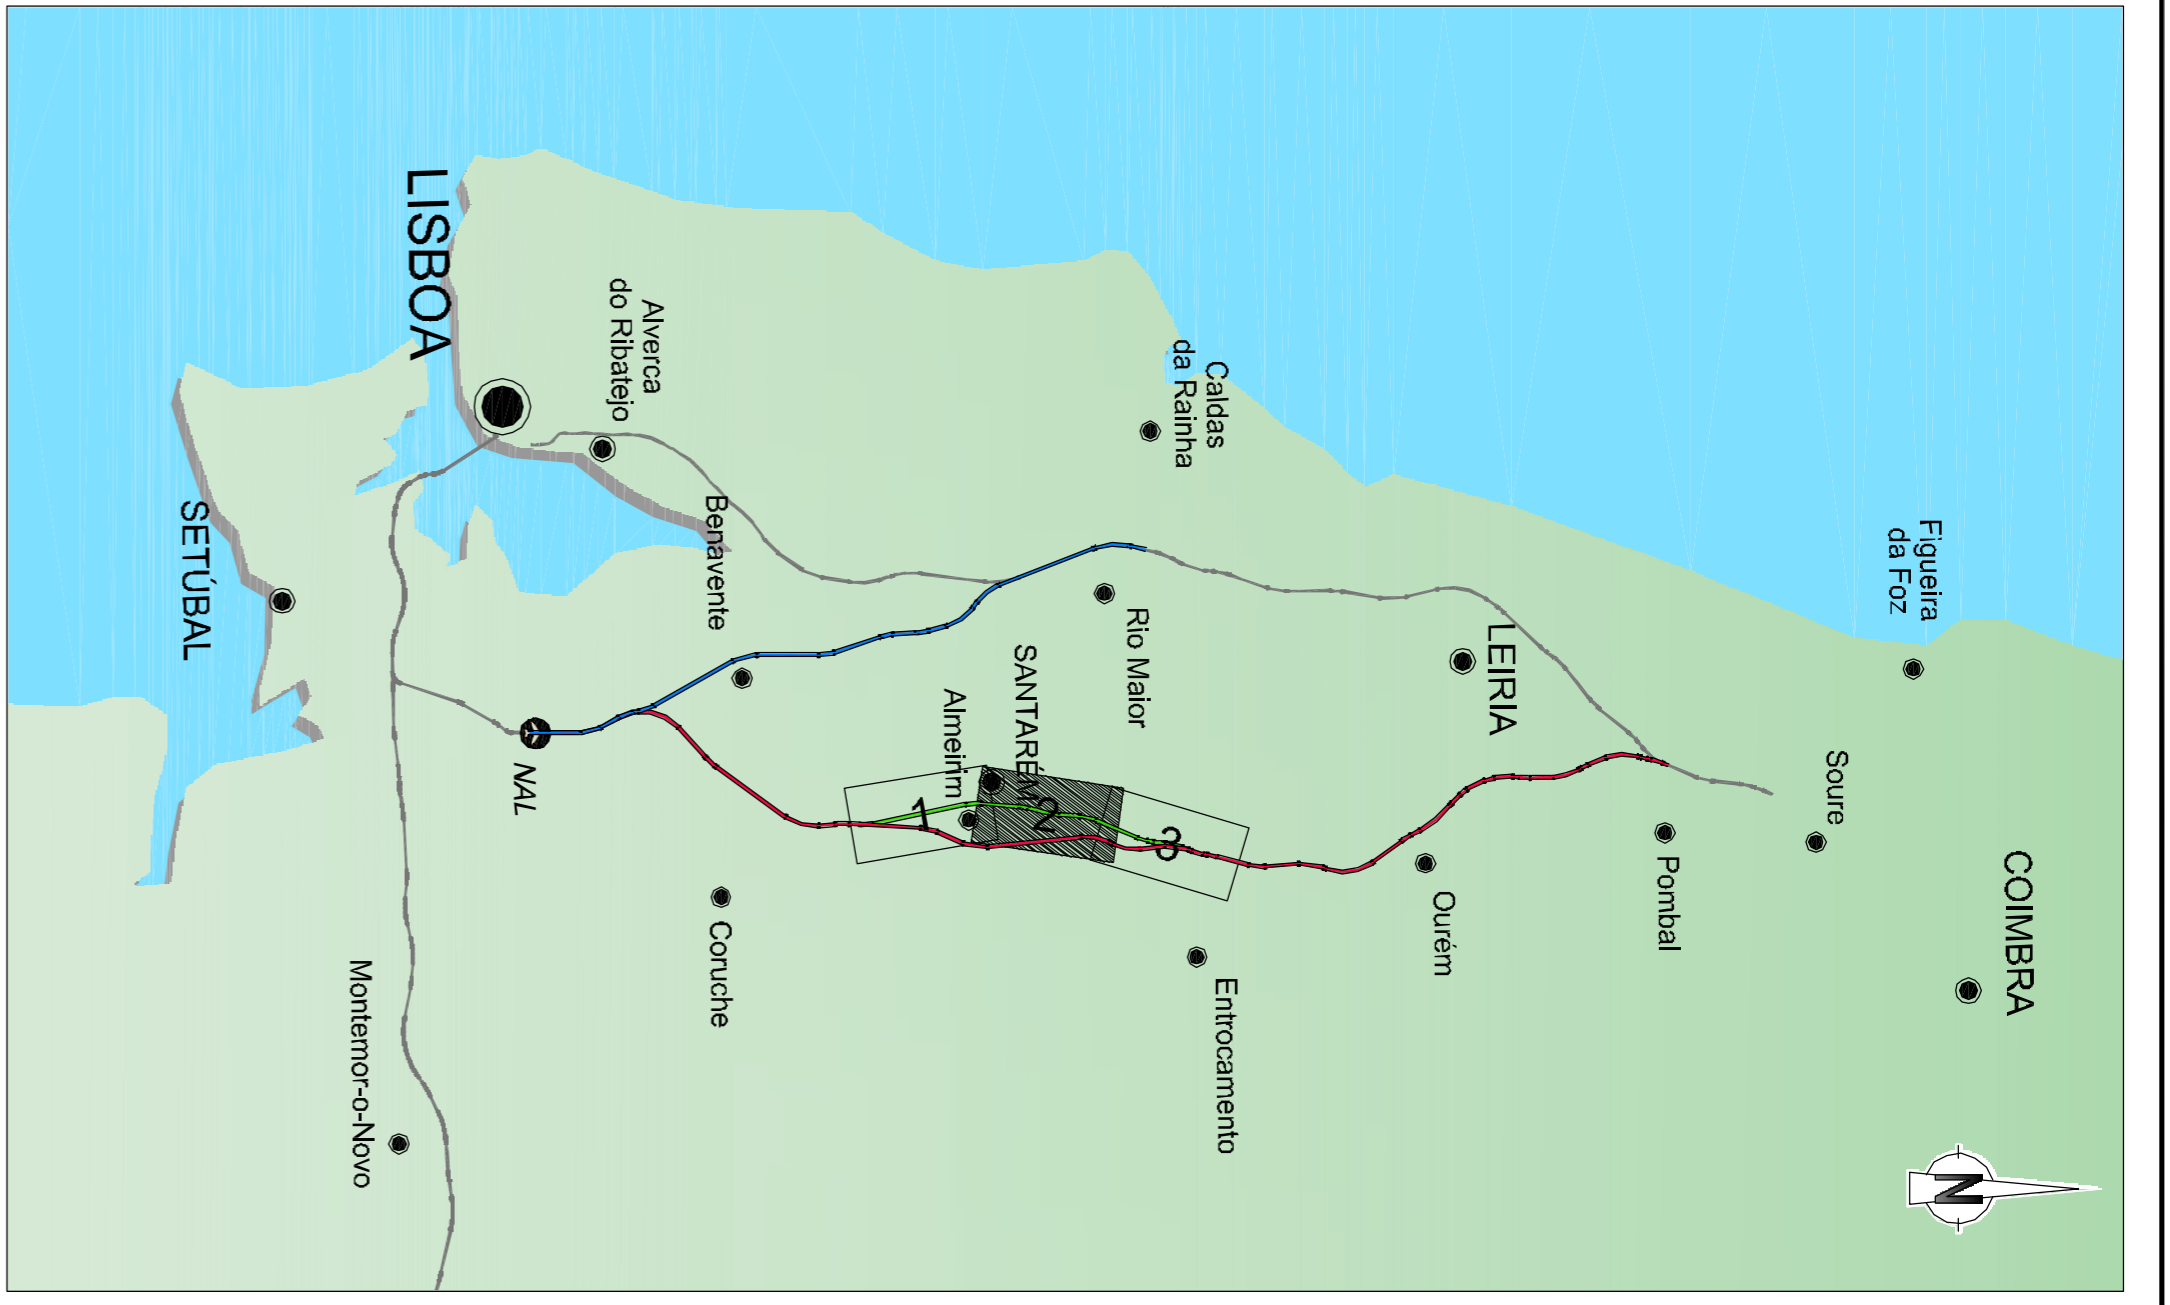 Figueira
da Foz
COIMBRA
Soure
Pombal
LEIRIA
Ourém
Caldas
da Rainha
Entrocamento
Rio Maior
3
2
1
SANTARÉM
Almeirim
Coruche
Benavente
Alverca
do Ribatejo
NAL
LISBOA
Montemor-o-Novo
SETÚBAL
N